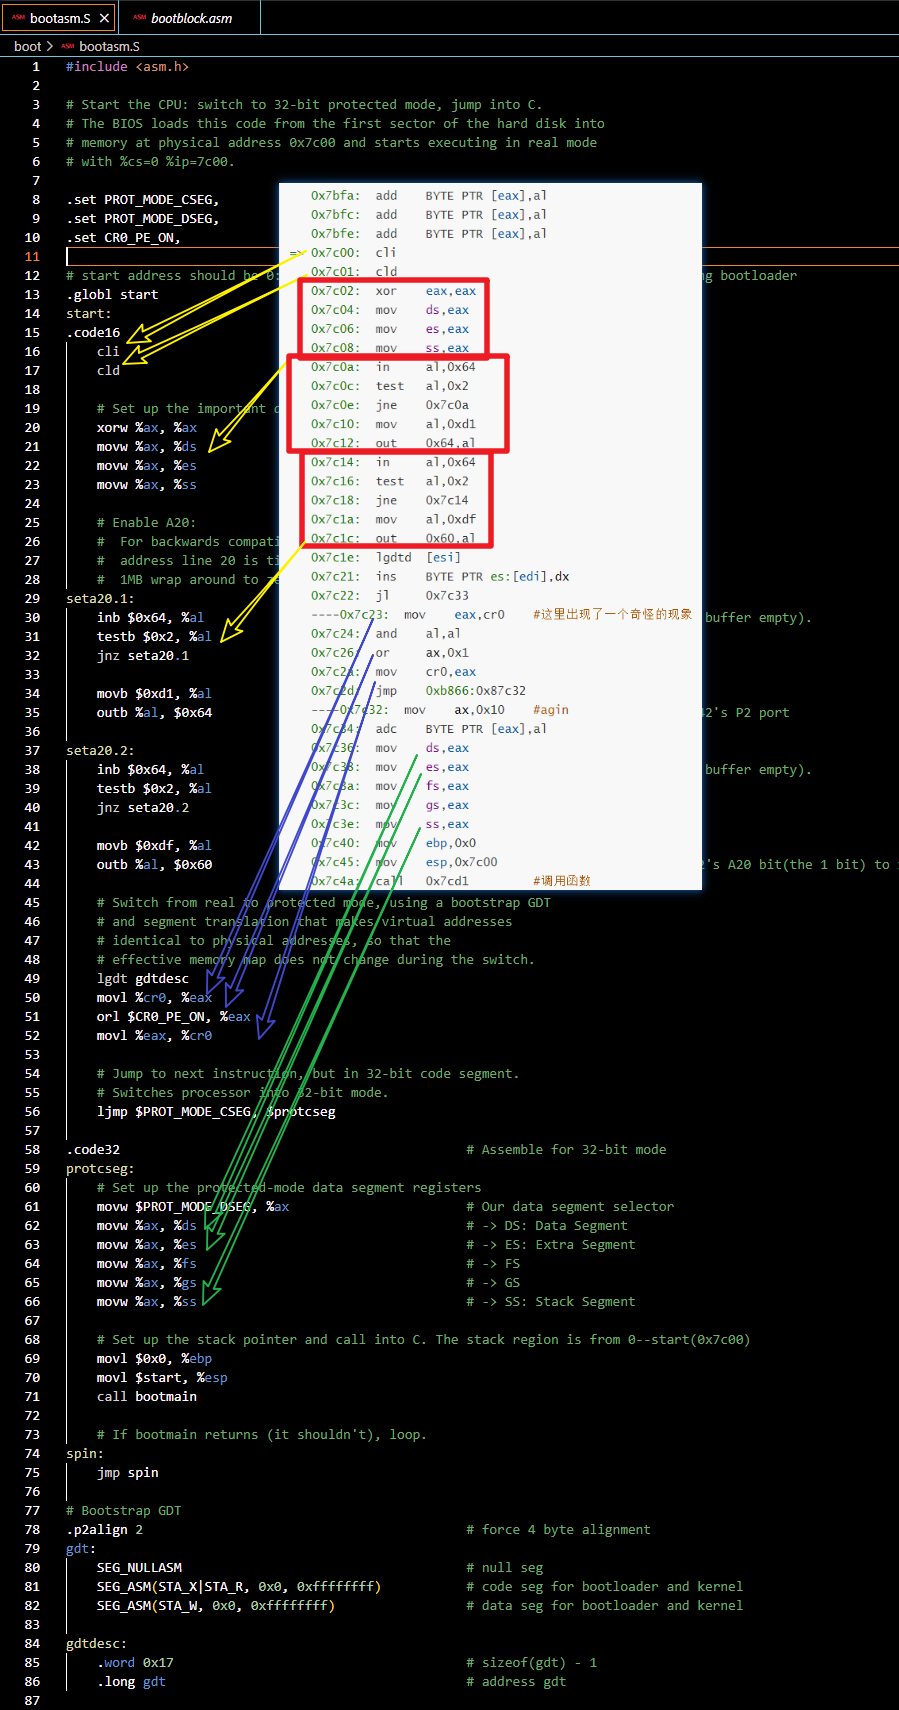 ASM bootasm.S ASM bootblock.asm
boot > ASM bootasm.S
1 #include <asm.h>
2
3 # Start the CPU: switch to 32-bit protected mode, jump into C.
4 # The BIOS loads this code from the first sector of the hard disk into
5 # memory at physical address 0x7c00 and starts executing in real mode
6 # with %cs=0 %ip=7c00.
7
8 .set PROT_MODE_CSEG,
9 .set PROT_MODE_DSEG,
10 .set CR0_PE_ON,
11
12 # start address should be 0: ng bootloader
13 .globl start
14 start:
15 .code16
16 cli
17 cld
18
19 # Set up the important
20 xorw %ax, %ax
21 movw %ax, %ds
22 movw %ax, %es
23 movw %ax, %ss
24
25 # Enable A20:
26 # For backwards compati
27 # address line 20 is ti
28 # 1MB wrap around to
29 seta20.1:
30 inb $0x64, %al buffer empty).
31 testb $0x2, %al
32 jnz seta20.1
33
34 movb $0xd1, %al
35 outb %al, $0x64 42's P2 port
36
37 seta20.2:
38 inb $0x64, %al buffer empty).
39 testb $0x2, %al
40 jnz seta20.2
41
42 movb $0xdf, %al
43 outb %al, $0x60 2's A20 bit(the 1 bit) to
44
0x7bfa: add BYTE PTR [eax],al
0x7bfc: add BYTE PTR [eax],al
0x7bfe: add BYTE PTR [eax],al
=> 0x7c00: cli
0x7c01: cld
0x7c02: xor eax,eax
0x7c04: mov ds,eax
0x7c06: mov es,eax
0x7c08: mov ss,eax
0x7c0a: in al,0x64
0x7c0c: test al,0x2
0x7c0e: jne 0x7c0a
0x7c10: mov al,0xd1
0x7c12: out 0x64,al
0x7c14: in al,0x64
0x7c16: test al,0x2
0x7c18: jne 0x7c14
0x7c1a: mov al,0xdf
0x7c1c: out 0x60,al
0x7c1e: lgdtd [esi]
0x7c21: ins BYTE PTR es:[edi],dx
0x7c22: jl 0x7c33
----0x7c23: mov eax,cr0 #这里出现了一个奇怪的现象
0x7c24: and al,al
0x7c26: or ax,0x1
0x7c2a: mov cr0,eax
0x7c2d: jmp 0xb866:0x87c32
----0x7c32: mov ax,0x10 #agin
0x7c34: adc BYTE PTR [eax],al
0x7c36: mov ds,eax
0x7c38: mov es,eax
0x7c3a: mov fs,eax
0x7c3c: mov gs,eax
0x7c3e: mov ss,eax
0x7c40: mov ebp,0x0
0x7c45: mov esp,0x7c00
0x7c4a: call 0x7cd1 #调用函数
45 # Switch from real to protected mode, using a bootstrap GDT
46 # and segment translation that makes virtual addresses
47 # identical to physical addresses, so that the
48 # effective memory map does not change during the switch.
49 lgdt gdtdesc
50 movl %cr0, %eax
51 orl $CR0_PE_ON, %eax
52 movl %eax, %cr0
53
54 # Jump to next instruction, but in 32-bit code segment.
55 # Switches processor into 32-bit mode.
56 ljmp $PROT_MODE_CSEG, $protcseg
57
58 .code32 # Assemble for 32-bit mode
59 protcseg:
60 # Set up the protected-mode data segment registers
61 movw $PROT_MODE_DSEG, %ax # Our data segment selector
62 movw %ax, %ds # -> DS: Data Segment
63 movw %ax, %es # -> ES: Extra Segment
64 movw %ax, %fs # -> FS
65 movw %ax, %gs # -> GS
66 movw %ax, %ss # -> SS: Stack Segment
67
68 # Set up the stack pointer and call into C. The stack region is from 0--start(0x7c00)
69 movl $0x0, %ebp
70 movl $start, %esp
71 call bootmain
72
73 # If bootmain returns (it shouldn't), loop.
74 spin:
75 jmp spin
76
77 # Bootstrap GDT
78 .p2align 2 # force 4 byte alignment
79 gdt:
80 SEG_NULLASM # null seg
81 SEG_ASM(STA_X|STA_R, 0x0, 0xffffffff) # code seg for bootloader and kernel
82 SEG_ASM(STA_W, 0x0, 0xffffffff) # data seg for bootloader and kernel
83
84 gdtdesc:
85 .word 0x17 # sizeof(gdt) - 1
86 .long gdt # address gdt
87